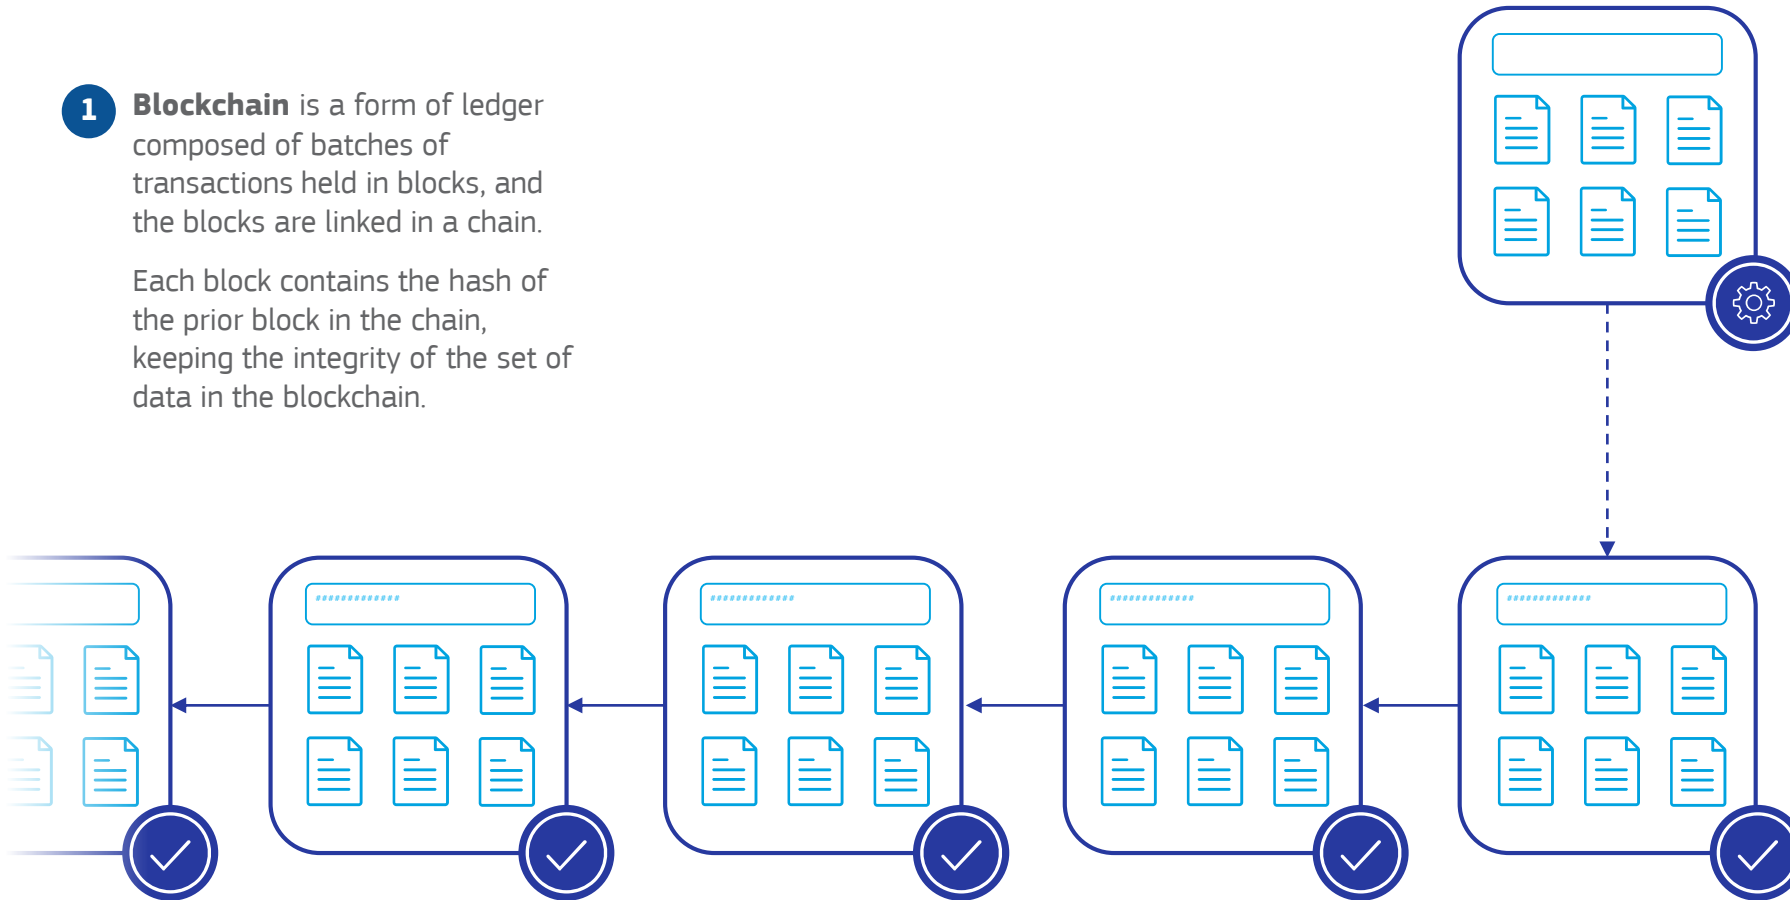 1
Blockchain is a form of ledger
composed of batches of
transactions held in blocks, and
the blocks are linked in a chain.
Each block contains the hash of
the prior block in the chain,
keeping the integrity of the set of
data in the blockchain.
#############
#############
#############
#############